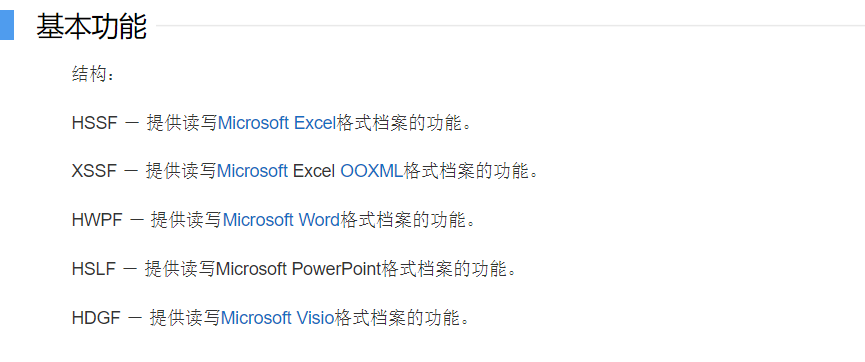 基本功能
结构：
HSSF － 提供读写Microsoft Excel格式档案的功能。
XSSF － 提供读写Microsoft Excel OOXML格式档案的功能。
HWPF － 提供读写Microsoft Word格式档案的功能。
HSLF － 提供读写Microsoft PowerPoint格式档案的功能。
HDGF － 提供读写Microsoft Visio格式档案的功能。